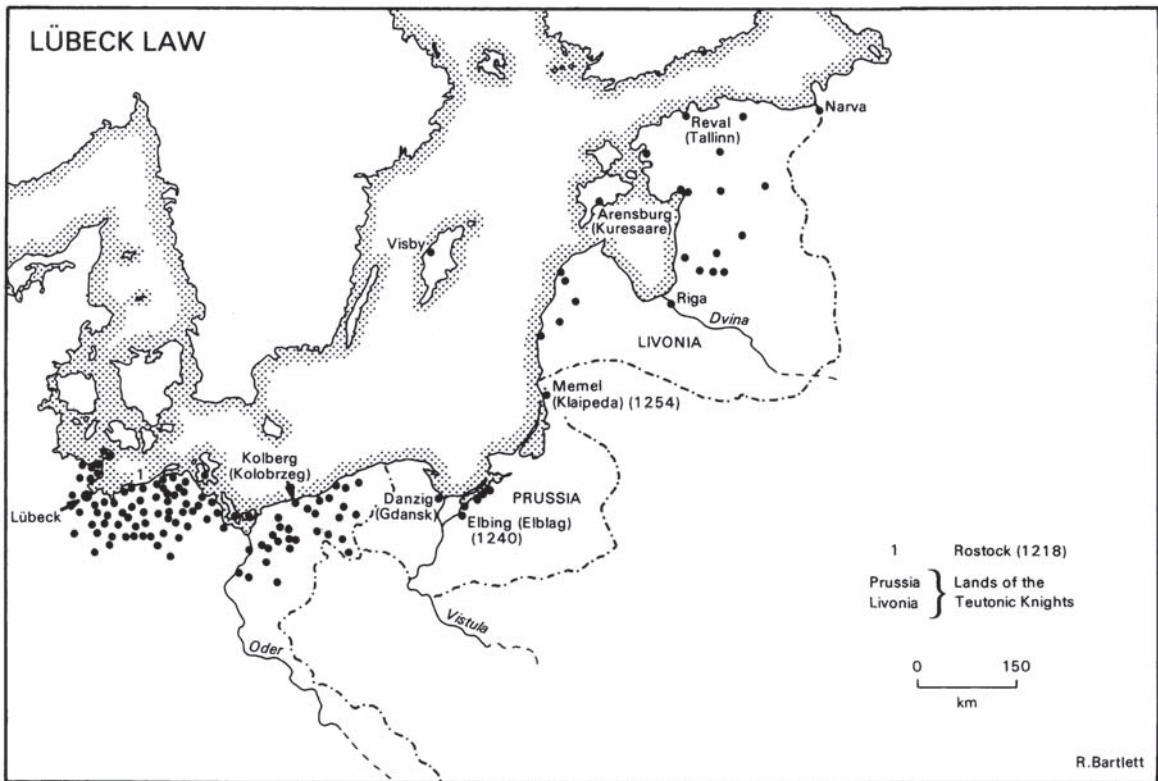 LÜBECK LAW
Narva
Reval
(Tallinn)
Arensburg
(Kuresaare)
Visby
Riga
Dvina
LIVONIA
Memel
(Klaipeda) (1254)
Kolberg
(Kolobrzeg)
1
Lübeck
Danzig
(Gdansk)
PRUSSIA
Elbing (Elblag)
(1240)
Vistula
Oder
1 Rostock (1218)
Prussia
Livonia
Lands of the
Teutonic Knights
0 150
km
R.Bartlett